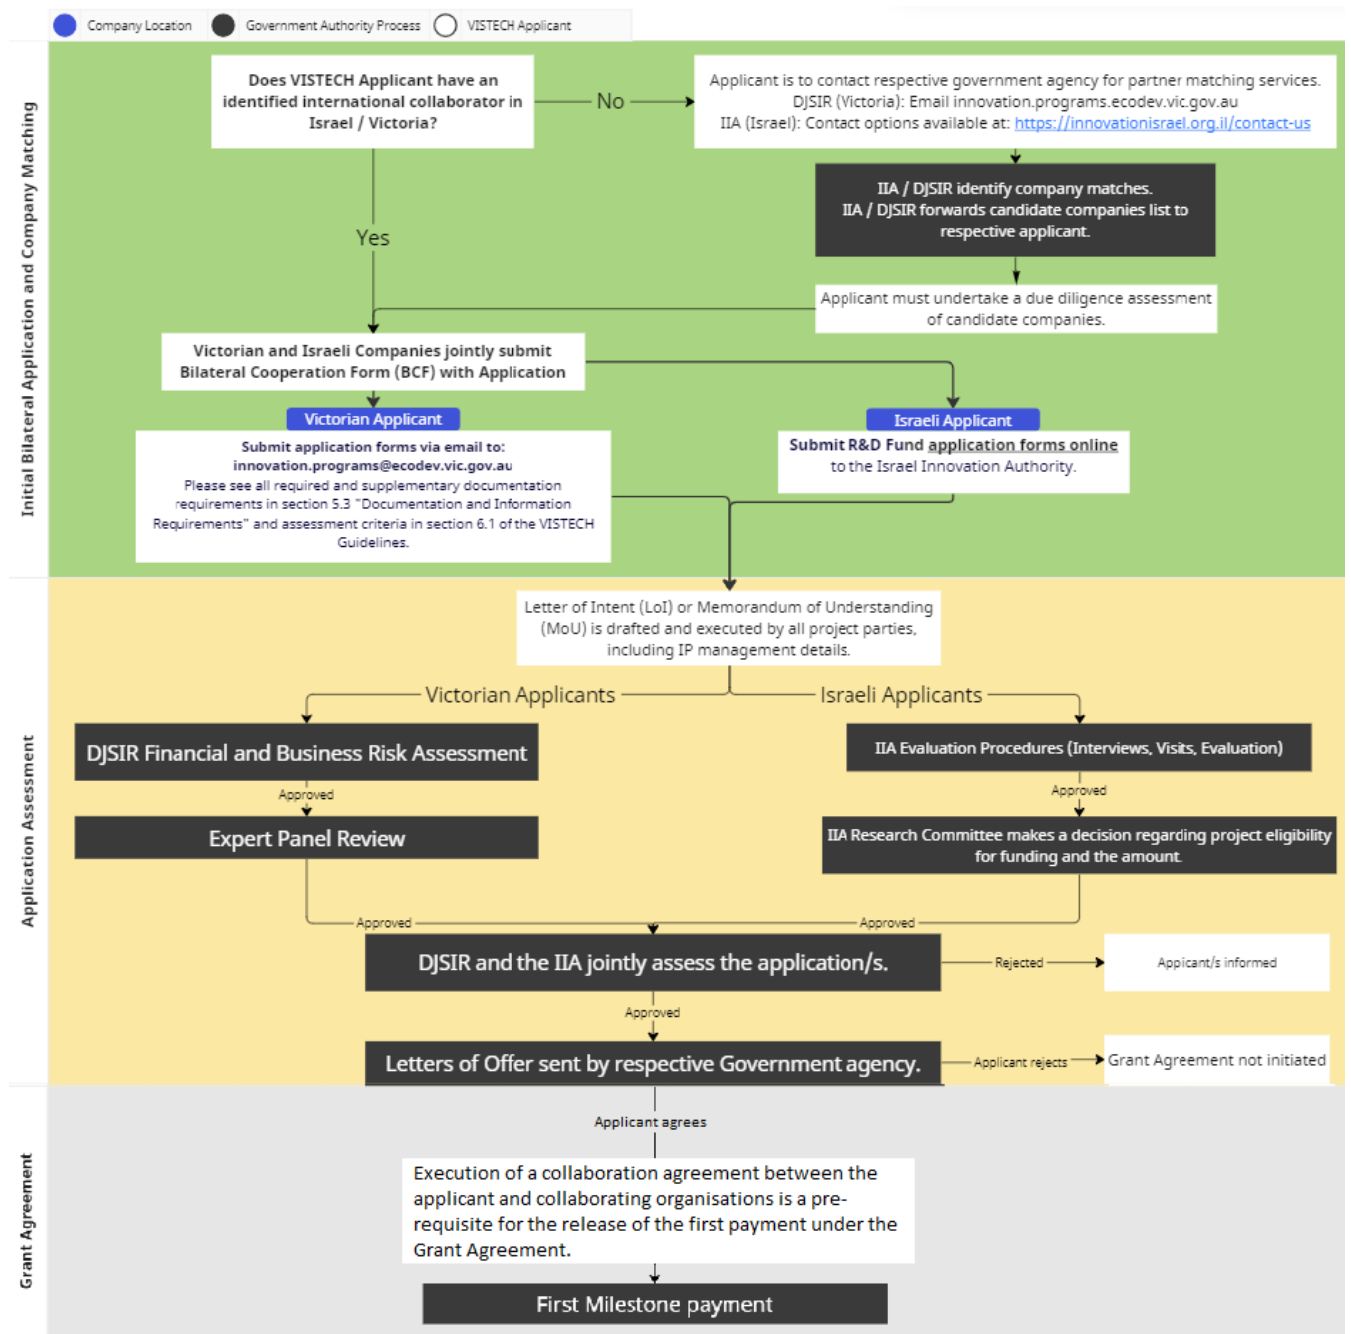 Company Location
Government Authority Process
VISTECH Applicant
Initial Bilateral Application and Company Matching
Does VISTECH Applicant have an
identified international collaborator in
Israel / Victoria?
No
Applicant is to contact respective government agency for partner matching services.
DJSIR (Victoria): Email innovation.programs.ecodev.vic.gov.au
IIA (Israel): Contact options available at: https://innovationisrael.org.il/contact-us
IIA / DJSIR identify company matches.
IIA / DJSIR forwards candidate companies list to
respective applicant.
Yes
Applicant must undertake a due diligence assessment
of candidate companies.
Victorian and Israeli Companies jointly submit
Bilateral Cooperation Form (BCF) with Application
Victorian Applicant
Submit application forms via email to:
innovation.programs@ecodev.vic.gov.au
Please see all required and supplementary documentation
requirements in section 5.3 "Documentation and Information
Requirements" and assessment criteria in section 6.1 of the VISTECH
Guidelines.
Israeli Applicant
Submit R&D Fund application forms online
to the Israel Innovation Authority.
Application Assessment
Letter of Intent (LoI) or Memorandum of Understanding
(MoU) is drafted and executed by all project parties,
including IP management details.
Victorian Applicants
Israeli Applicants
DJSIR Financial and Business Risk Assessment
IIA Evaluation Procedures (Interviews, Visits, Evaluation)
Approved
Approved
Expert Panel Review
IIA Research Committee makes a decision regarding project eligibility
for funding and the amount.
Approved
Approved
DJSIR and the IIA jointly assess the application/s.
Rejected
Appicant/s informed
Approved
Letters of Offer sent by respective Government agency.
Applicant rejects
Grant Agreement not initiated
Grant Agreement
Applicant agrees
Execution of a collaboration agreement between the
applicant and collaborating organisations is a pre-
requisite for the release of the first payment under the
Grant Agreement.
First Milestone payment